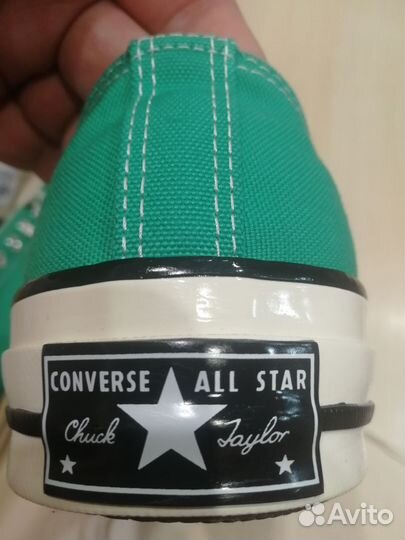 CONVERSE ALL STAR
Chuck Taylor
Avito